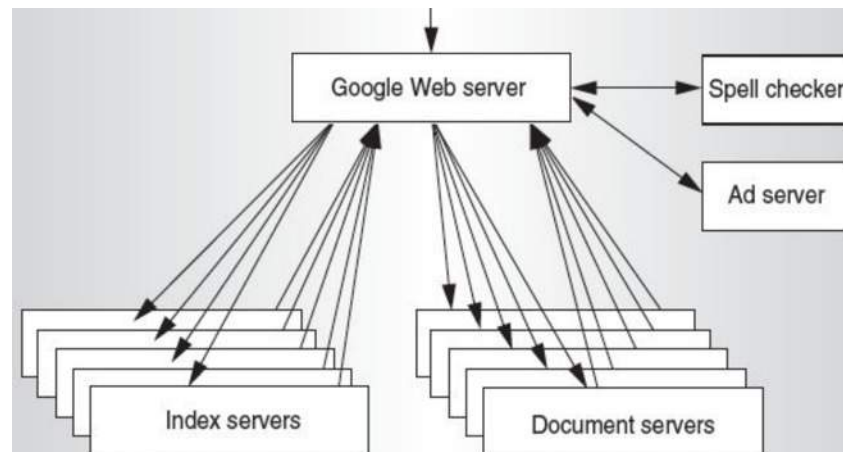 Google Web server
Spell checker
Ad server
Index servers
Document servers